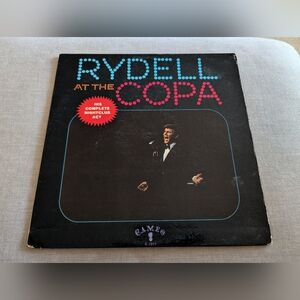 RYDELL
AT THE
COPA
HIS
COMPLETE
NIGHTCLUB
ACT
CAMEO